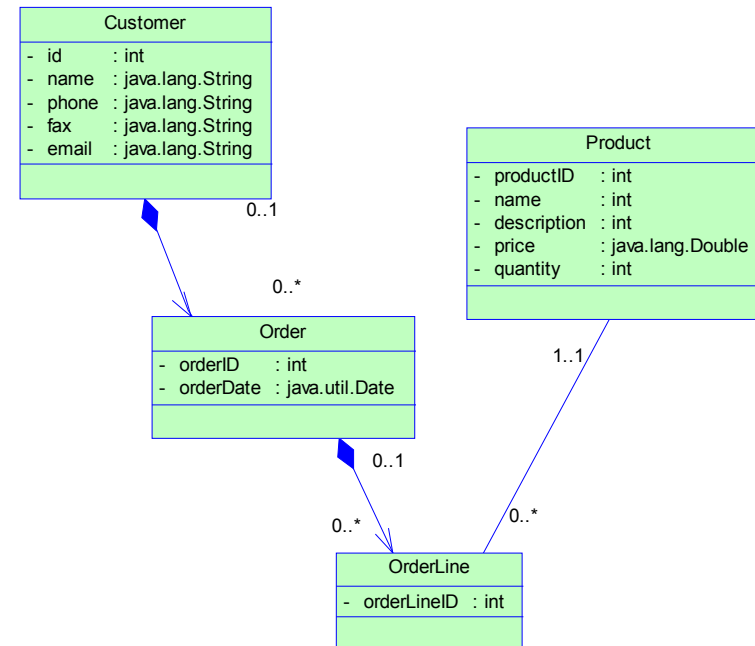 Customer
- id : int
- name : java.lang.String
- phone : java.lang.String
- fax : java.lang.String
- email : java.lang.String
0..1
0..*
Product
- productID : int
- name : int
- description : int
- price : java.lang.Double
- quantity : int
1..1
0..*
Order
- orderID : int
- orderDate : java.util.Date
0..1
0..*
OrderLine
- orderLineID : int